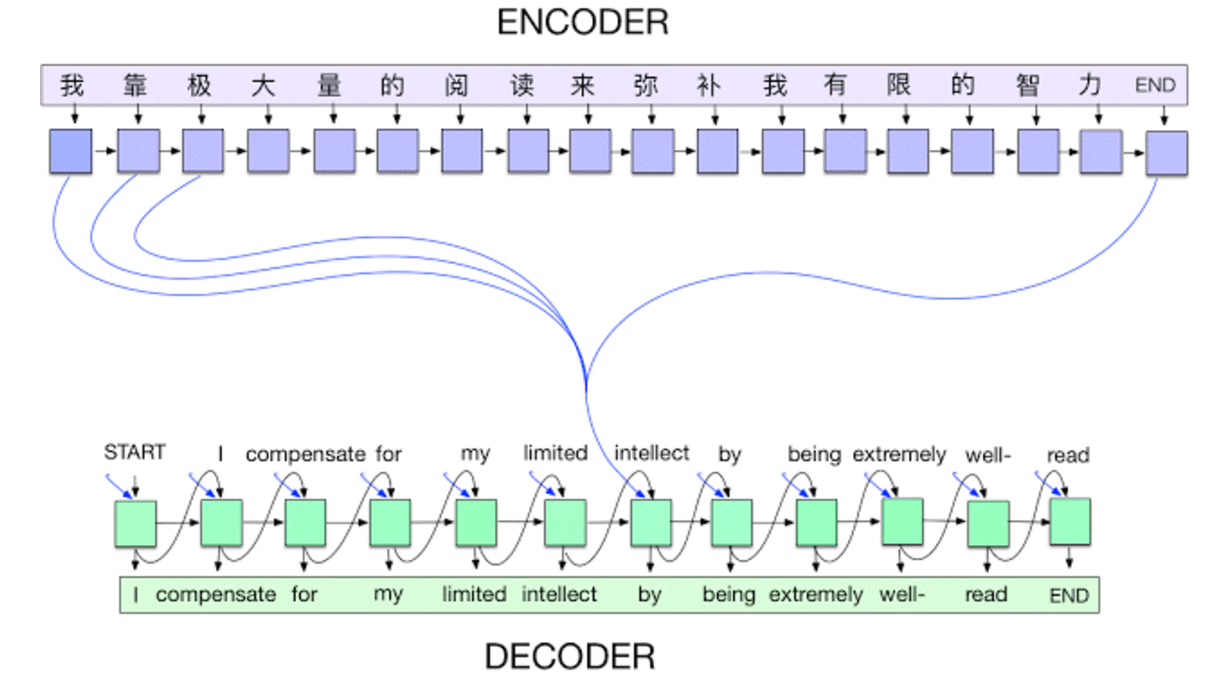 ENCODER
我 靠 极 大 量 的 阅 读 来 弥 补 我 有 限 的 智 力 END
START I compensate for my limited intellect by being extremely well- read
I compensate for my limited intellect by being extremely well- read END
DECODER